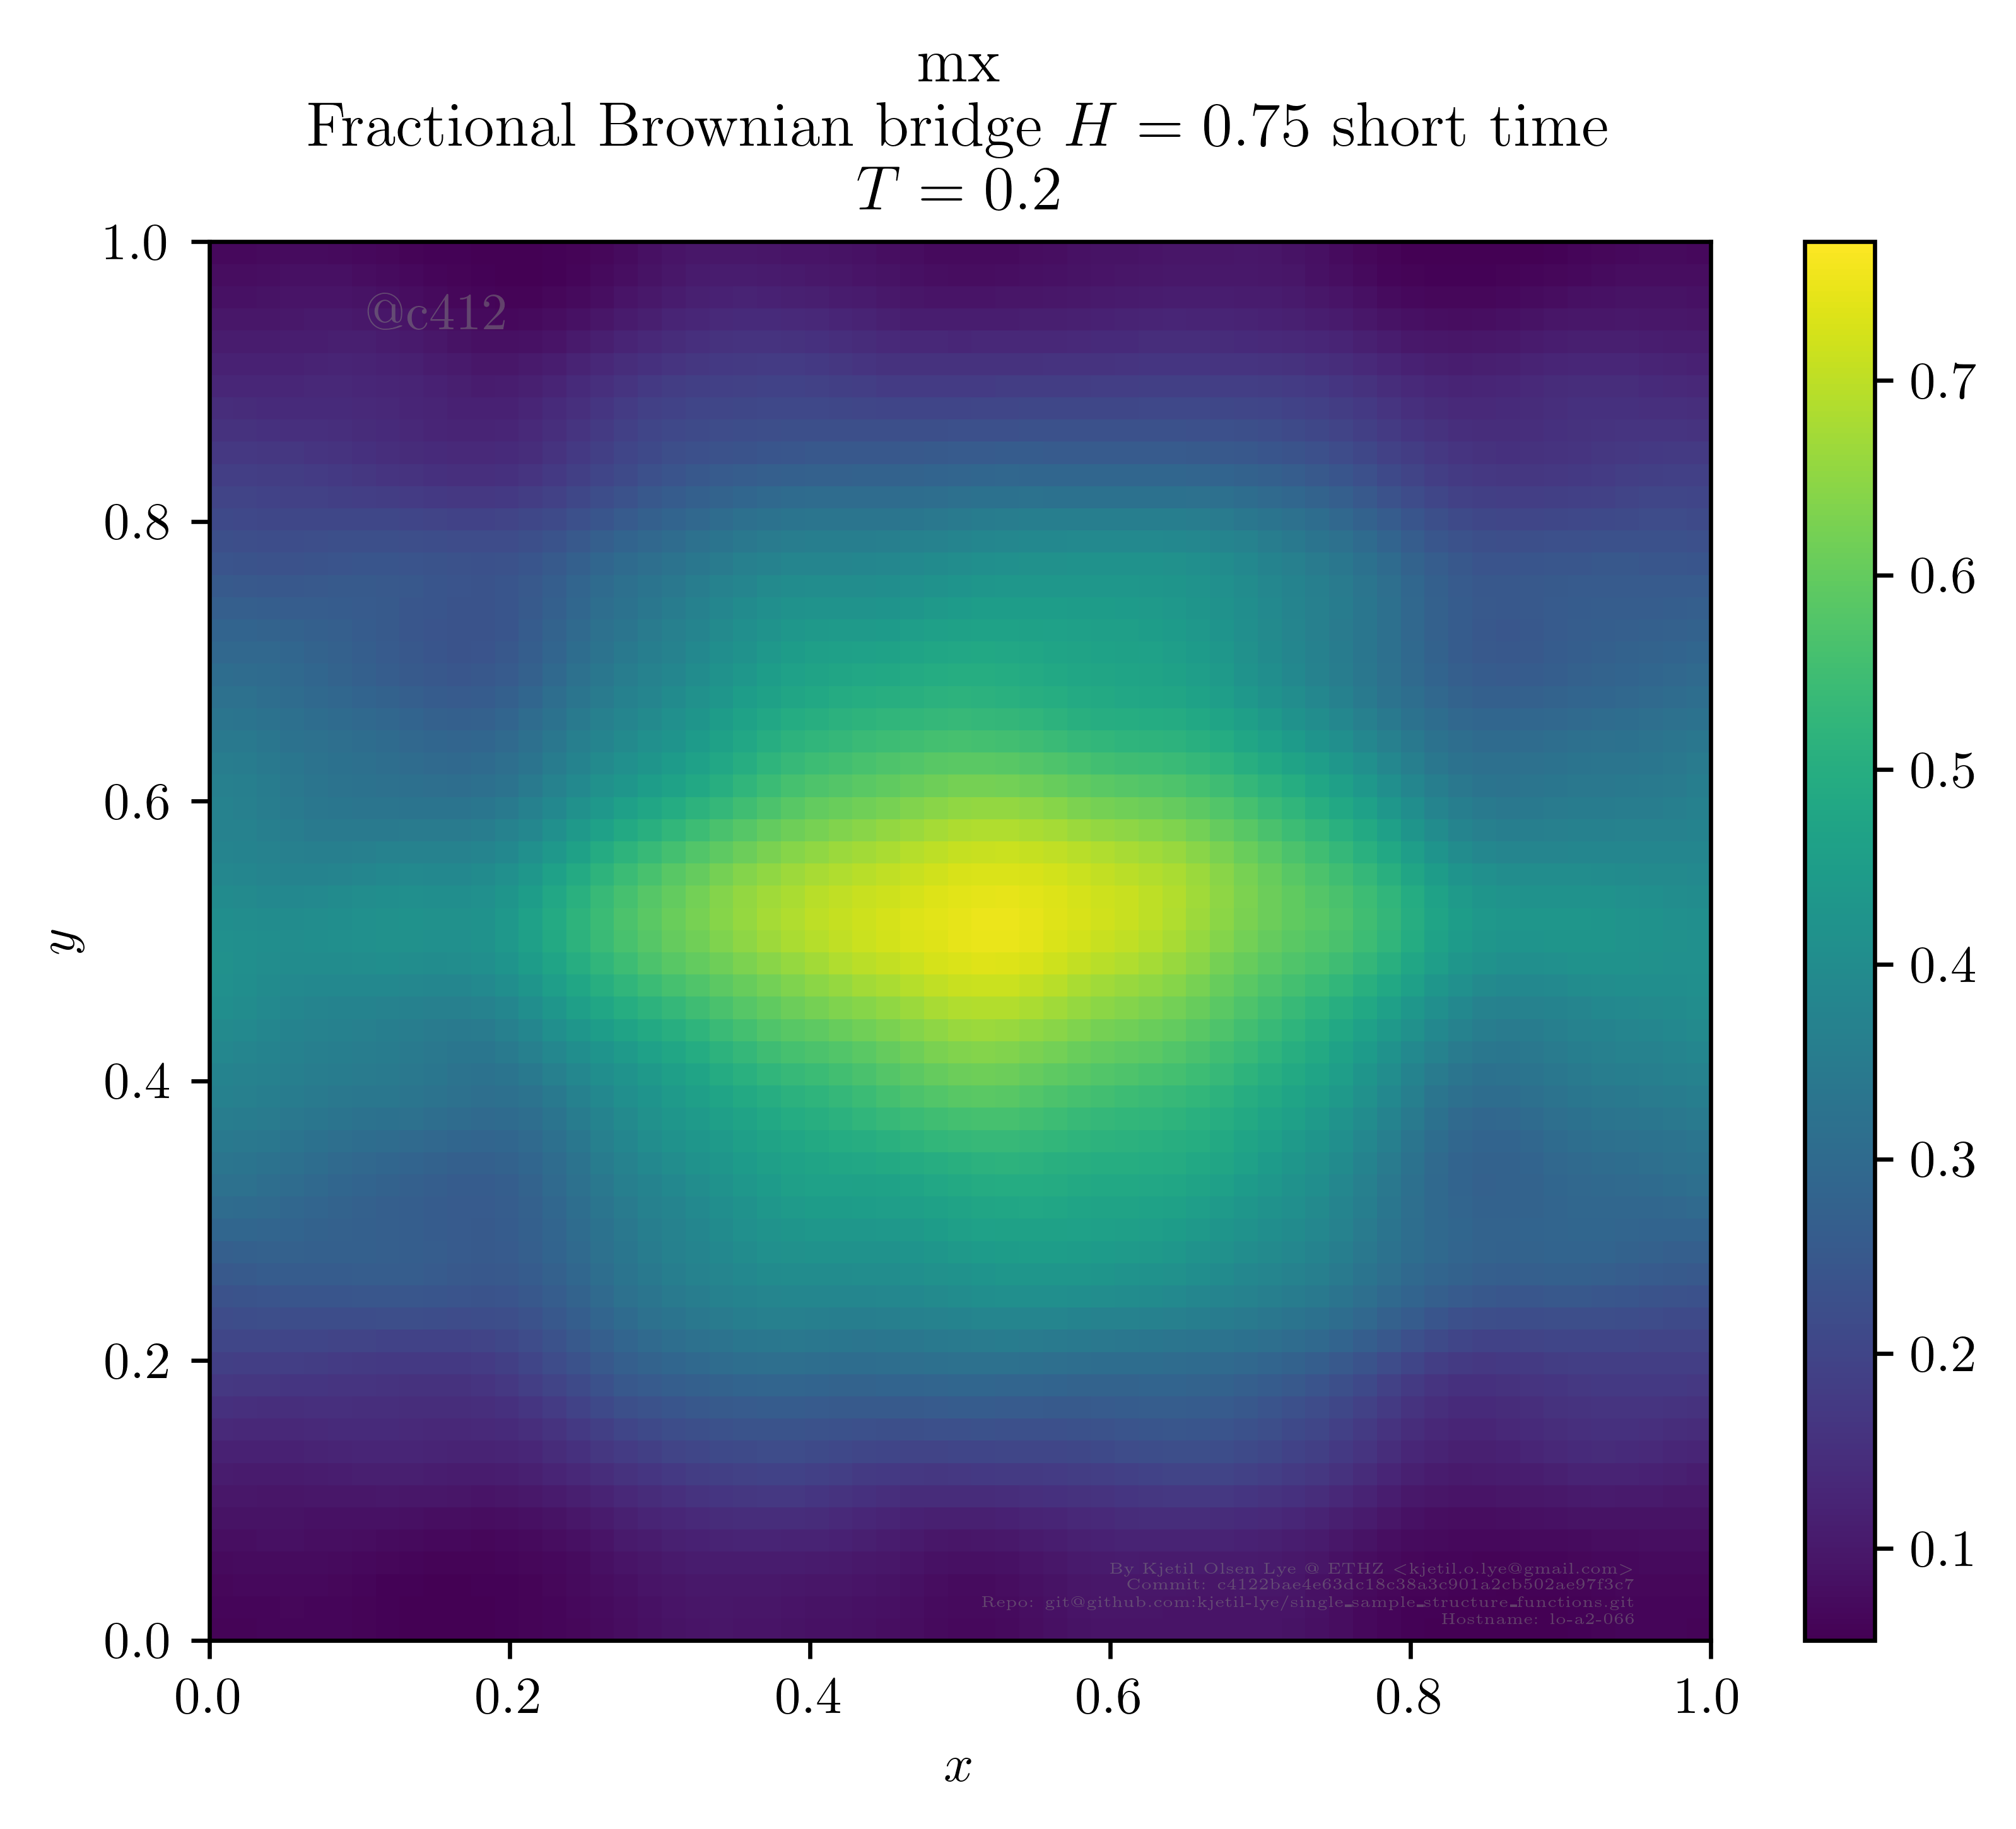 mx
Fractional Brownian bridge H = 0.75 short time
T = 0.2
1.0
0.8
0.6
0.4
0.2
0.0
y
@c412
By Kjetil Olsen Lye @ ETHZ <kjetil.o.lye@gmail.com>
Commit: c4122bae4e63dc18c38a3c901a2cb502ae97f3c7
Repo: git@github.com:kjetil-lye/single_sample_structure_functions.git
Hostname: lo-a2-066
0.0 0.2 0.4 0.6 0.8 1.0
x
0.7
0.6
0.5
0.4
0.3
0.2
0.1